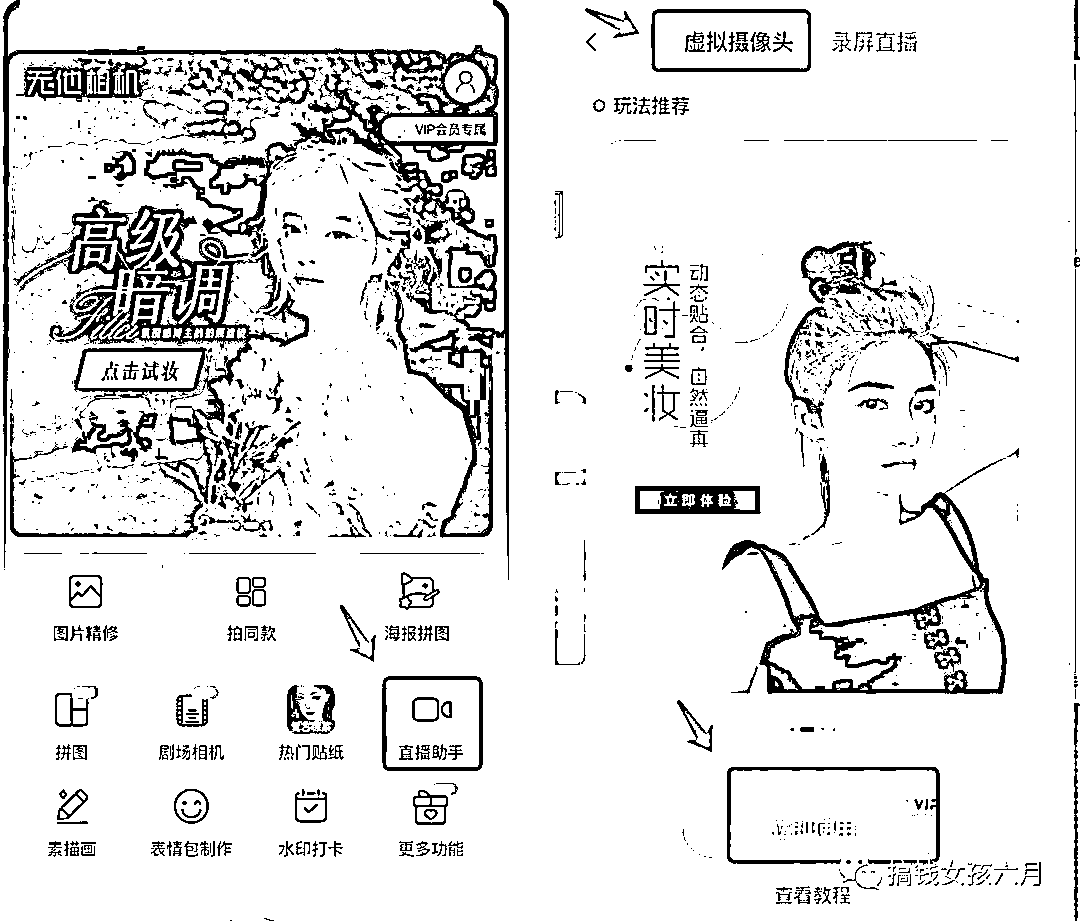 无他相机
VIP会员专属
高级
暗调
点击试妆
图片精修
拍同款
海报拼图
拼图
剧场相机
热门贴纸
直播助手
素描画
表情包制作
水印打卡
更多功能
虚拟摄像头
录屏直播
玩法推荐
实时美妆
动态贴合，自然逼真
立即体验
VIP
查看教程
搞钱女孩六月